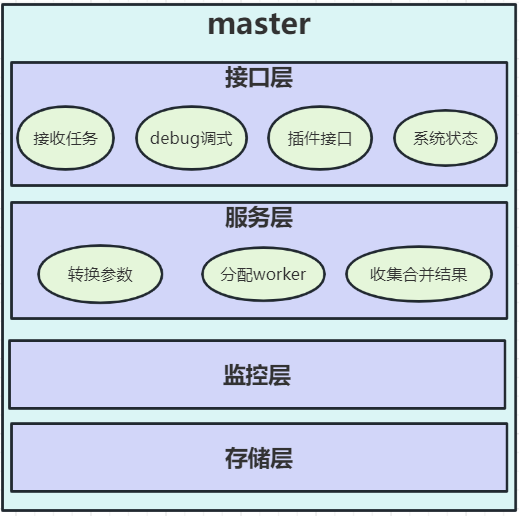 master
接口层
接收任务
debug调式
插件接口
系统状态
服务层
转换参数
分配worker
收集合并结果
监控层
存储层